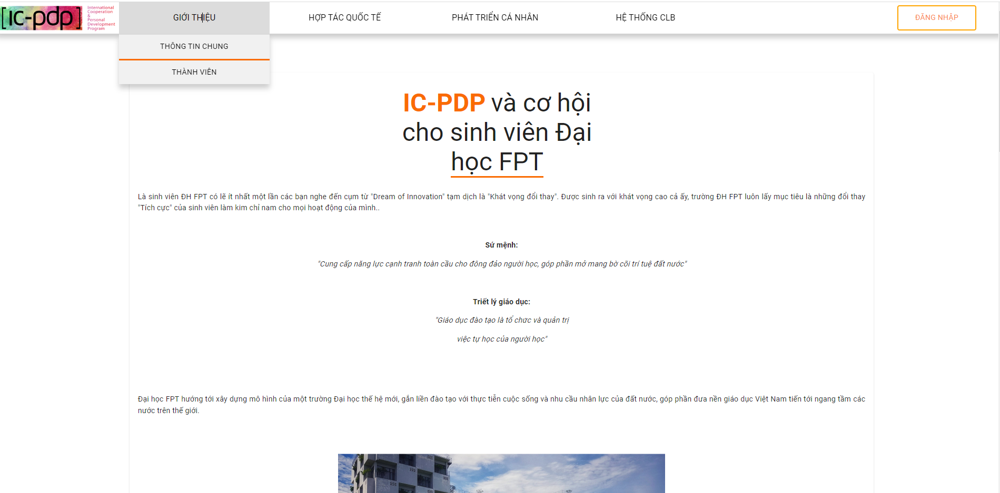 [ic-pdp]
International
Cooperation
&
Personal
Development
Program
GIỚI THIỆU
HỢP TÁC QUỐC TẾ
PHÁT TRIỂN CÁ NHÂN
HỆ THỐNG CLB
ĐĂNG NHẬP
THÔNG TIN CHUNG
THÀNH VIÊN
IC-PDP và cơ hội
cho sinh viên Đại
học FPT
Là sinh viên ĐH FPT có lẽ ít nhất một lần các bạn nghe đến cụm từ "Dream of Innovation" tạm dịch là "Khát vọng đổi thay". Được sinh ra với khát vọng cao cả ấy, trường ĐH FPT luôn lấy mục tiêu là những đổi thay
"Tích cực" của sinh viên làm kim chỉ nam cho mọi hoạt động của mình..
Sứ mệnh:
"Cung cấp năng lực cạnh tranh toàn cầu cho đông đảo người học, góp phần mở mang bờ cõi trí tuệ đất nước"
Triết lý giáo dục:
"Giáo dục đào tạo là tổ chức và quản trị
việc tự học của người học"
Đại học FPT hướng tới xây dựng mô hình của một trường Đại học thế hệ mới, gắn liền đào tạo với thực tiễn cuộc sống và nhu cầu nhân lực của đất nước, góp phần đưa nền giáo dục Việt Nam tiến tới ngang tầm các
nước trên thế giới.